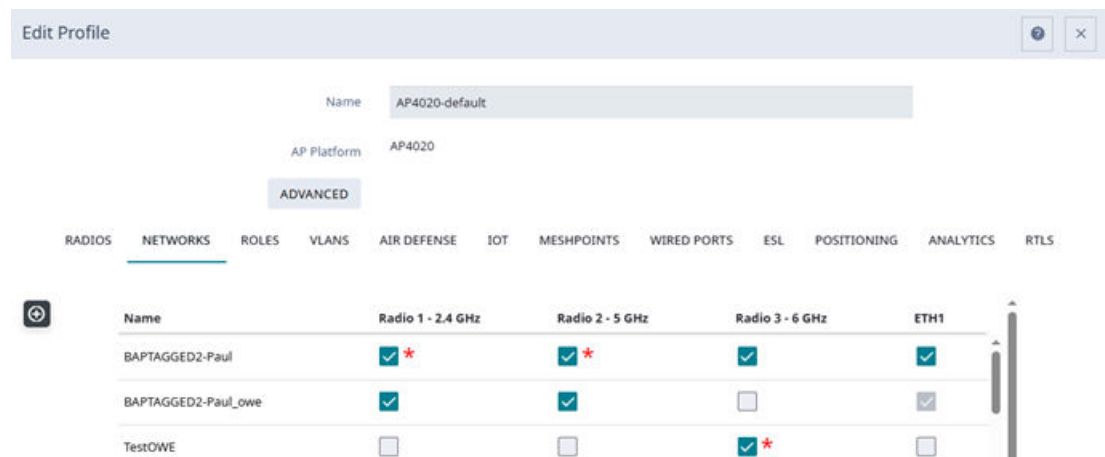 Edit Profile
Name AP4020-default
AP Platform AP4020
ADVANCED
RADIOS NETWORKS ROLES VLANS AIR DEFENSE IOT MESHPOINTS WIRED PORTS ESL POSITIONING ANALYTICS RTLS
Name Radio 1 - 2.4 GHz Radio 2 - 5 GHz Radio 3 - 6 GHz ETH1
BAPTAGGED2-Paul * *
BAPTAGGED2-Paul_owe
TestOWE *